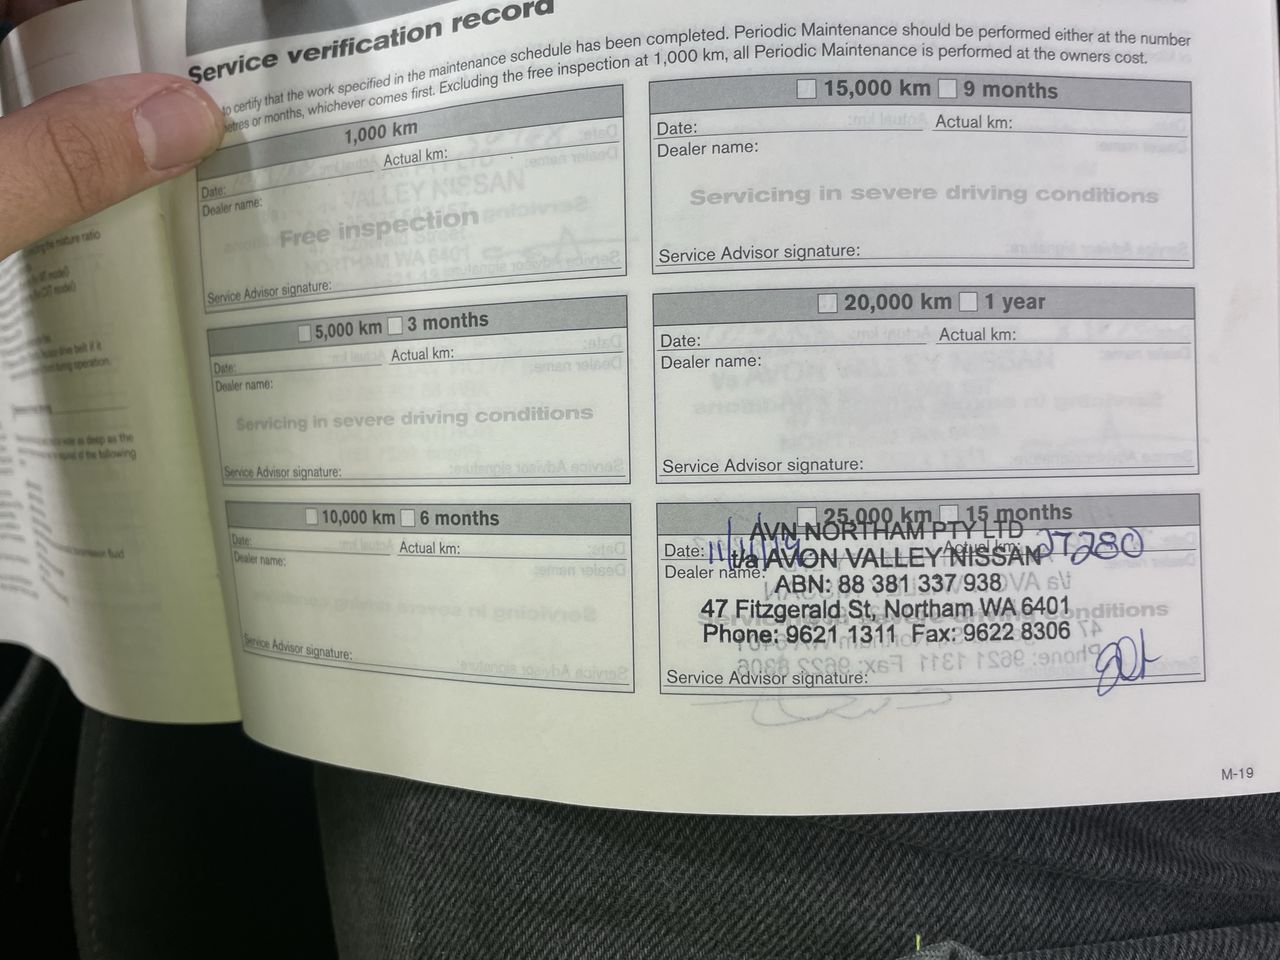 Service verification record
to certify that the work specified in the maintenance schedule has been completed. Periodic Maintenance should be performed either at the number
metres or months, whichever comes first. Excluding the free inspection at 1,000 km, all Periodic Maintenance is performed at the owners cost.
1,000 km
Date: Actual km:
Dealer name:
Free inspection
Service Advisor signature:
5,000 km 3 months
Date: Actual km:
Dealer name:
Servicing in severe driving conditions
Service Advisor signature:
10,000 km 6 months
Date: Actual km:
Dealer name:
Service Advisor signature:
15,000 km 9 months
Date: Actual km:
Dealer name:
Servicing in severe driving conditions
Service Advisor signature:
20,000 km 1 year
Date: Actual km:
Dealer name:
Service Advisor signature:
25,000 km 15 months
AVN NORTHAM PTY LTD
Date: Actual km: 27280
t/a AVON VALLEY NISSAN
Dealer name:
ABN: 88 381 337 938
47 Fitzgerald St, Northam WA 6401
Servicing in severe driving conditions
Phone: 9621 1311 Fax: 9622 8306
Service Advisor signature:
M-19